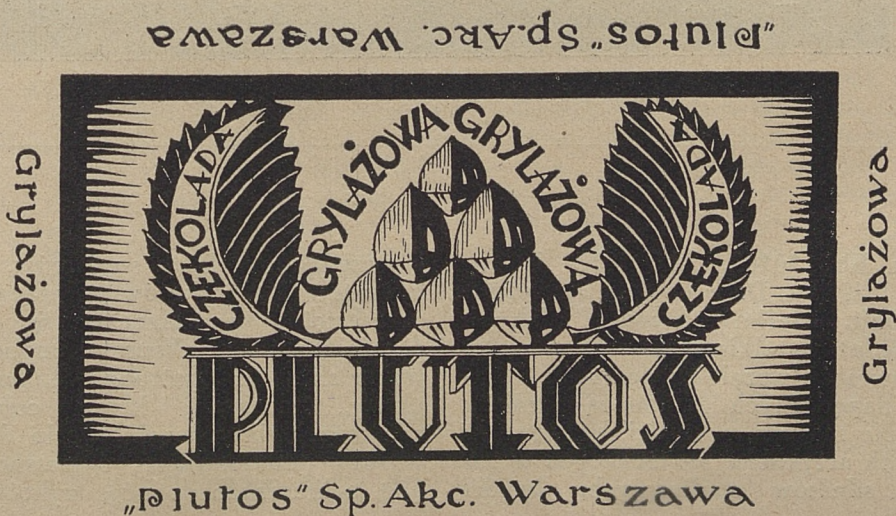 „Plutos” Sp. Akc. Warszawa
Grylażowa
CZEKOLADA
GRYLAŻOWA
GRYLAŻOWA
CZEKOLADA
Grylażowa
PLUTOS
„Plutos” Sp. Akc. Warszawa